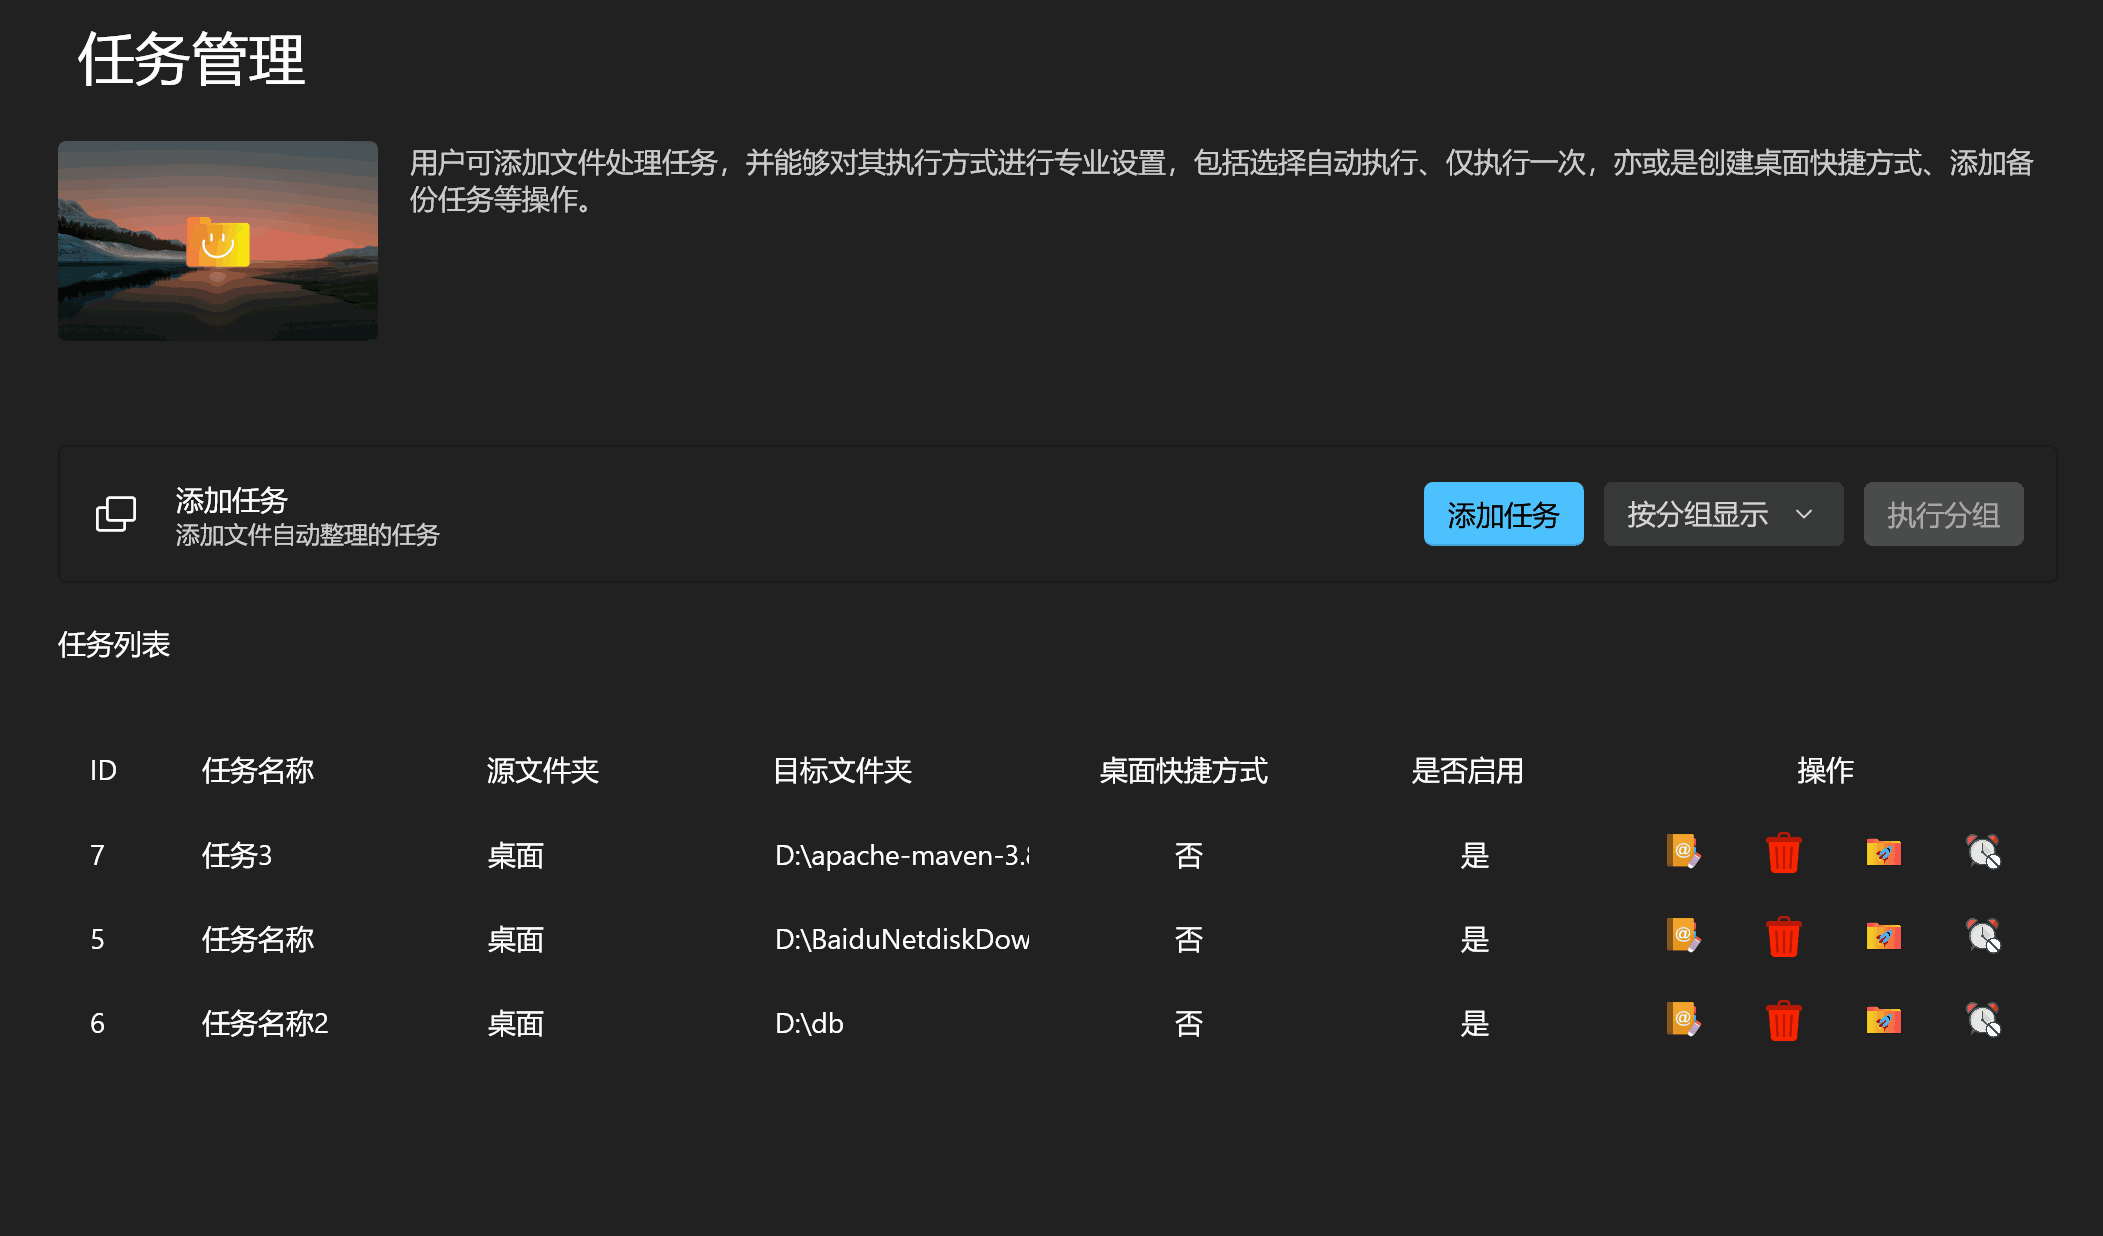 任务管理
用户可添加文件处理任务，并能够对其执行方式进行专业设置，包括选择自动执行、仅执行一次，亦或是创建桌面快捷方式、添加备
份任务等操作。
添加任务
添加文件自动整理的任务
添加任务 按分组显示 执行分组
任务列表
ID 任务名称 源文件夹 目标文件夹 桌面快捷方式 是否启用 操作
7 任务3 桌面 D:\apache-maven-3.8 否 是
5 任务名称 桌面 D:\BaiduNetdiskDow 否 是
6 任务名称2 桌面 D:\db 否 是